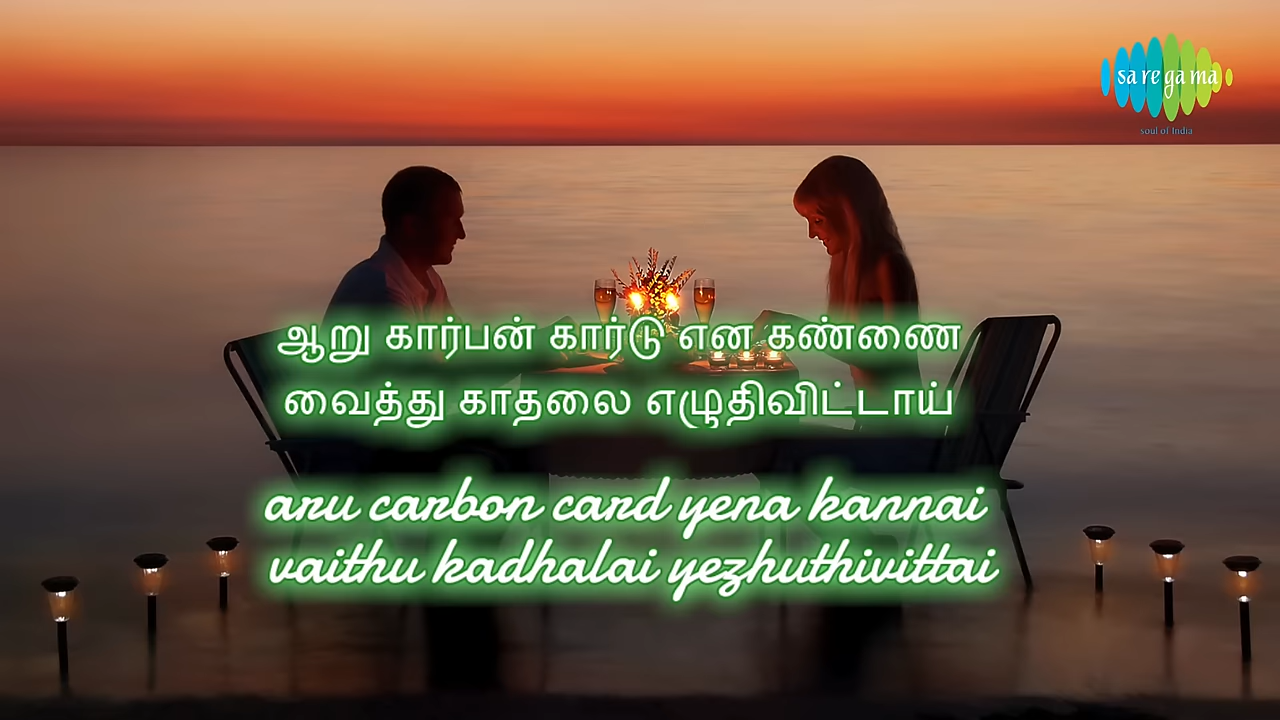 sa re ga ma
soul of India
ஆறு கார்பன் கார்டு என கண்ணை
வைத்து காதலை எழுதிவிட்டாய்
aru carbon card yena kannai
vaithu kadhalai yezhuthivittai